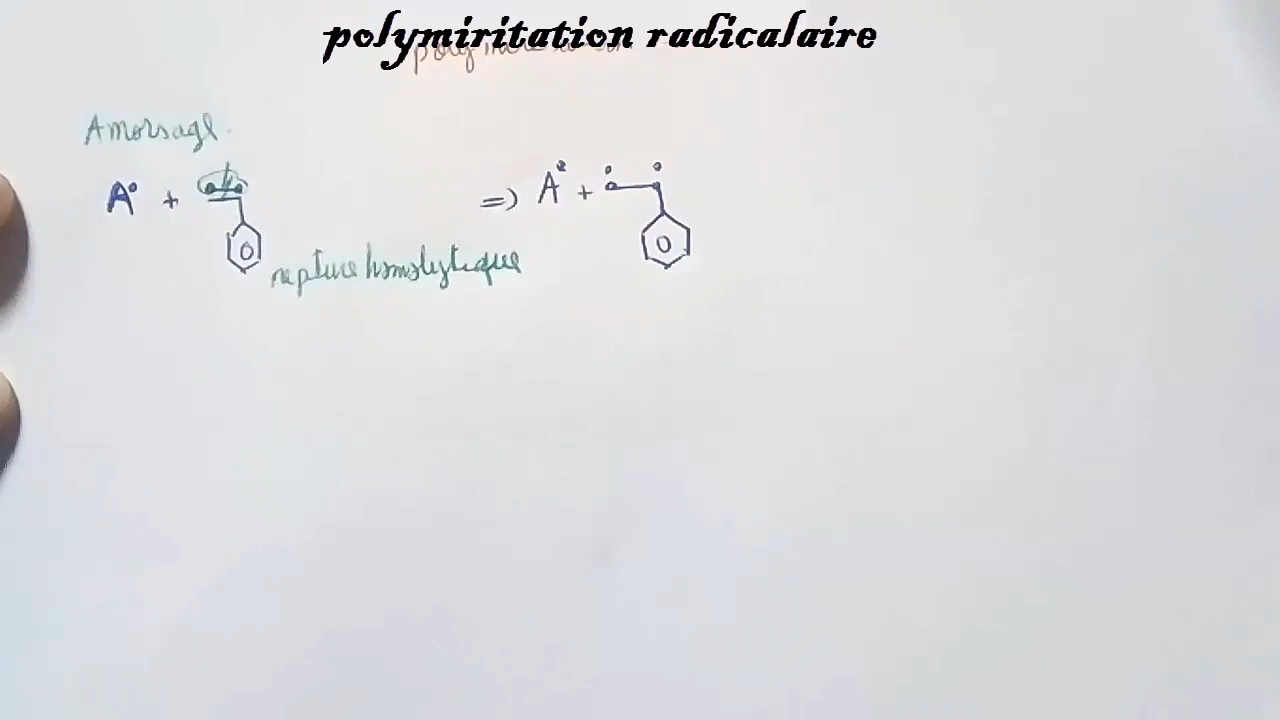 polymiritation radicalaire
Amorsage
A• + ⇒ A• +
rupture homolytique